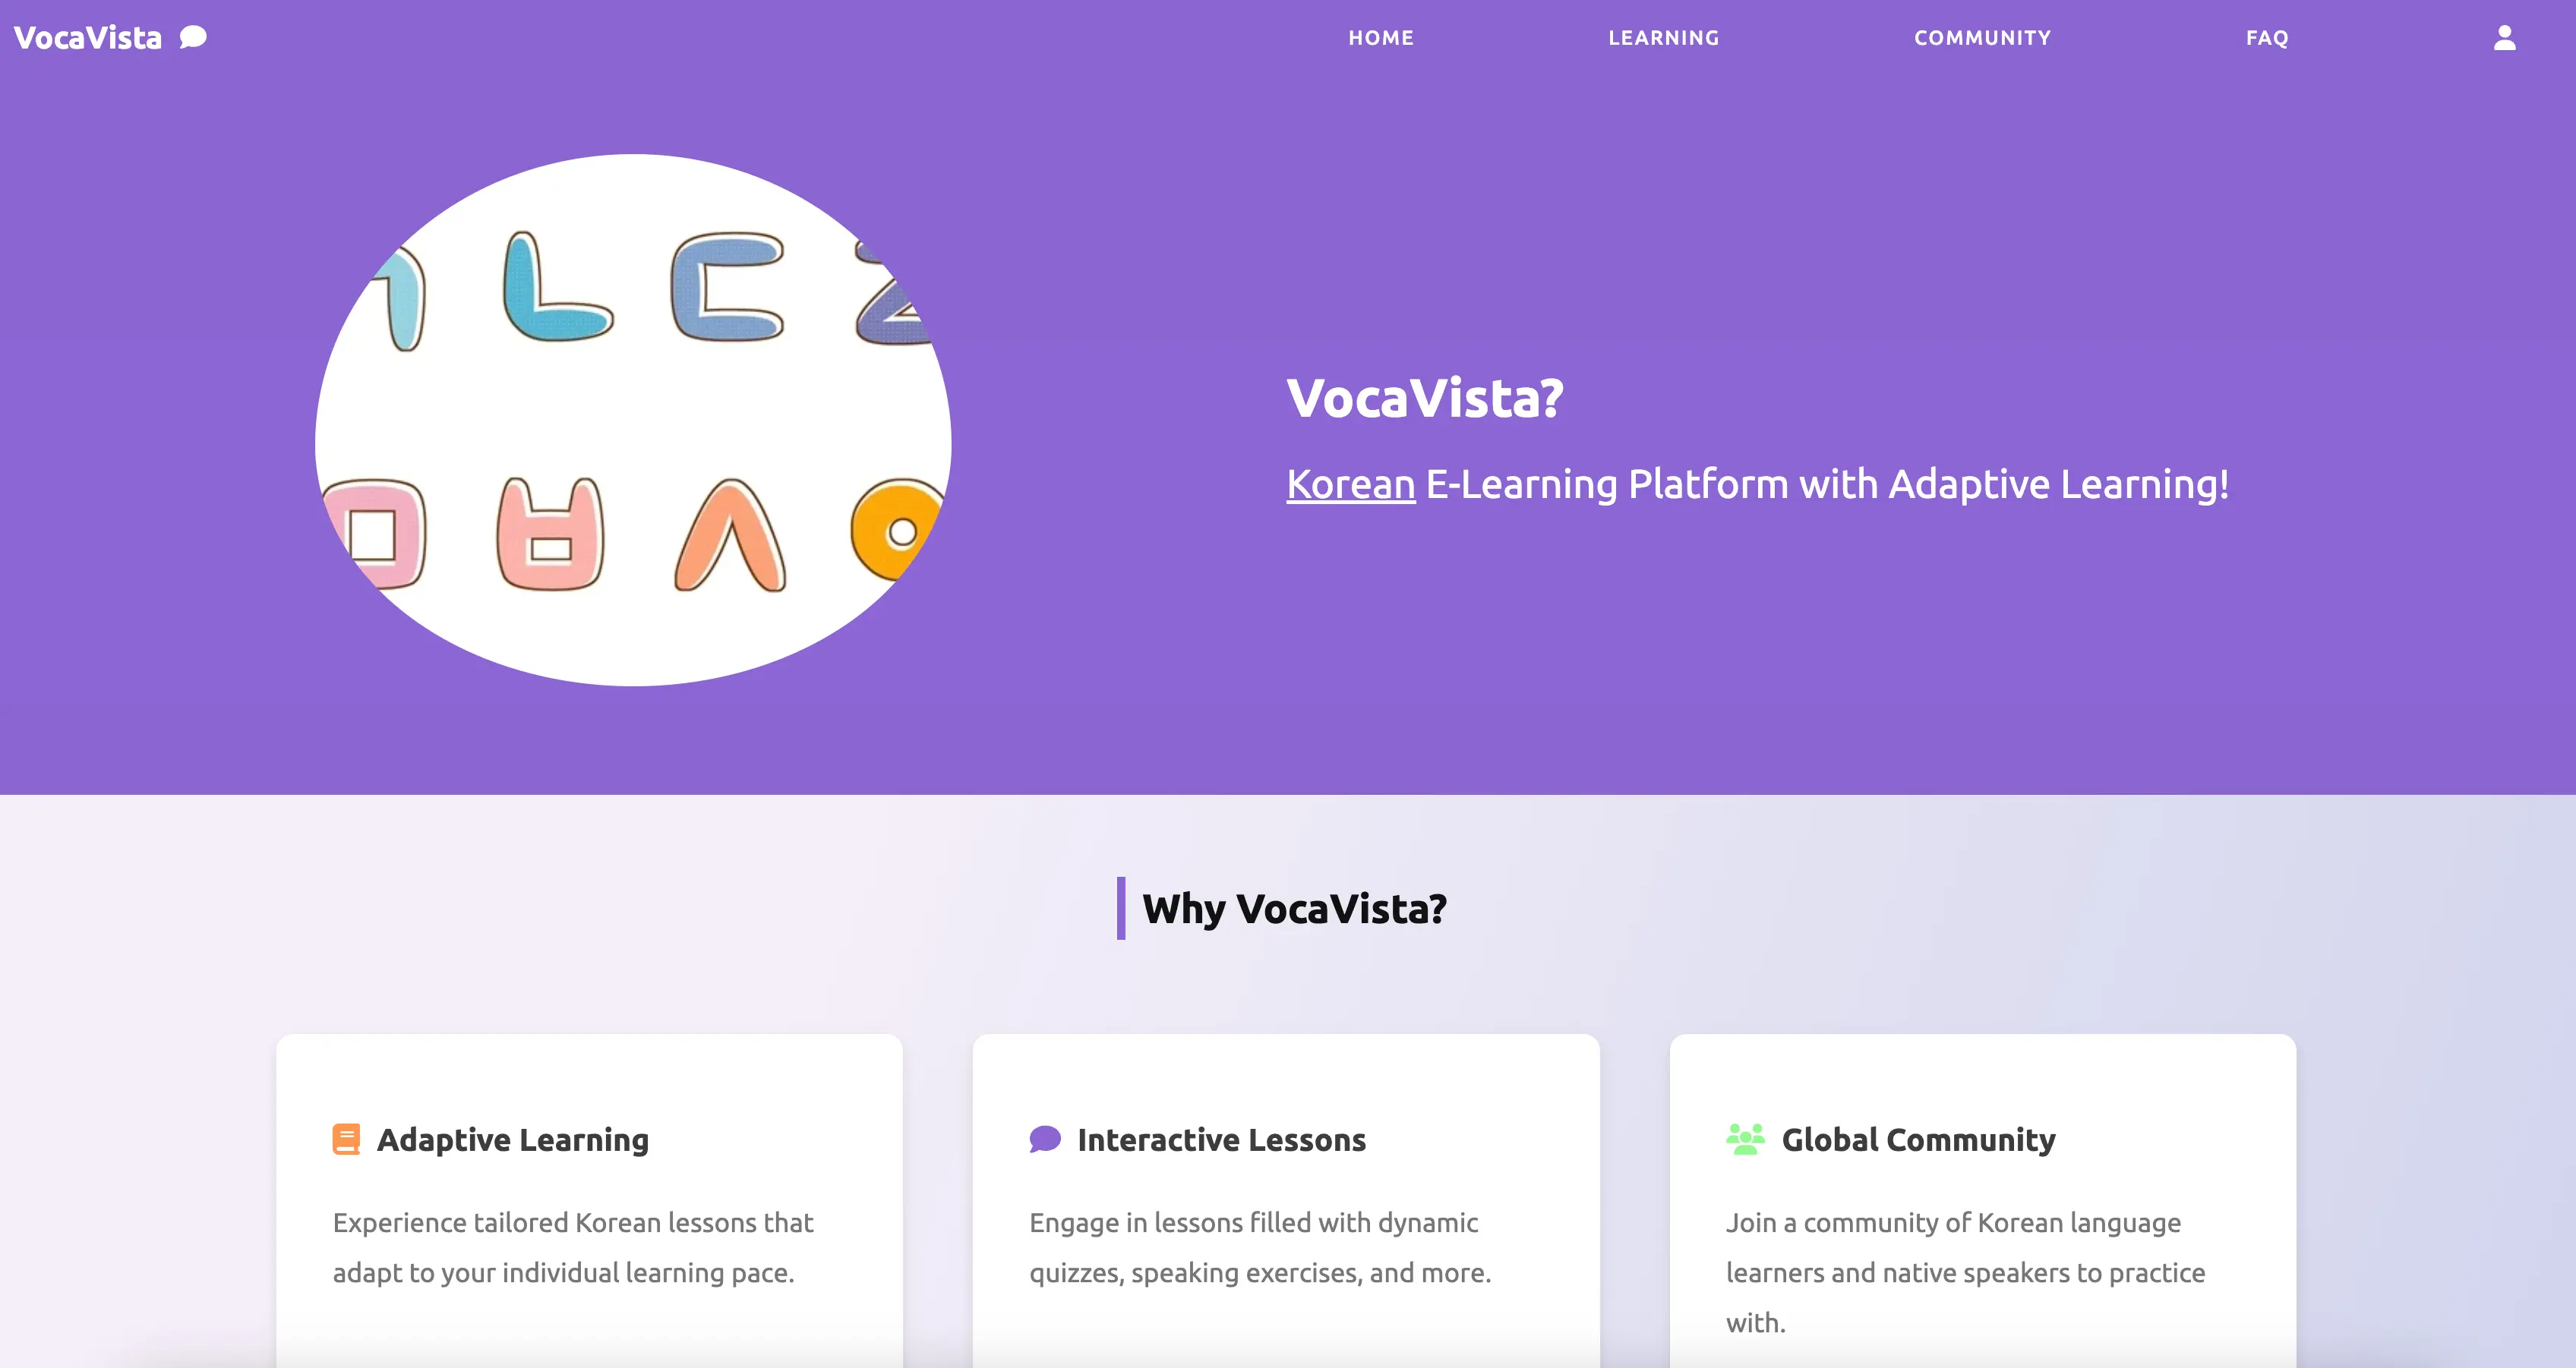 VocaVista
HOME LEARNING COMMUNITY FAQ
ㄱ ㄴ ㄷ ㄹ
ㅁ ㅂ ㅅ ㅇ
VocaVista?
Korean E-Learning Platform with Adaptive Learning!
Why VocaVista?
Adaptive Learning
Experience tailored Korean lessons that
adapt to your individual learning pace.
Interactive Lessons
Engage in lessons filled with dynamic
quizzes, speaking exercises, and more.
Global Community
Join a community of Korean language
learners and native speakers to practice
with.